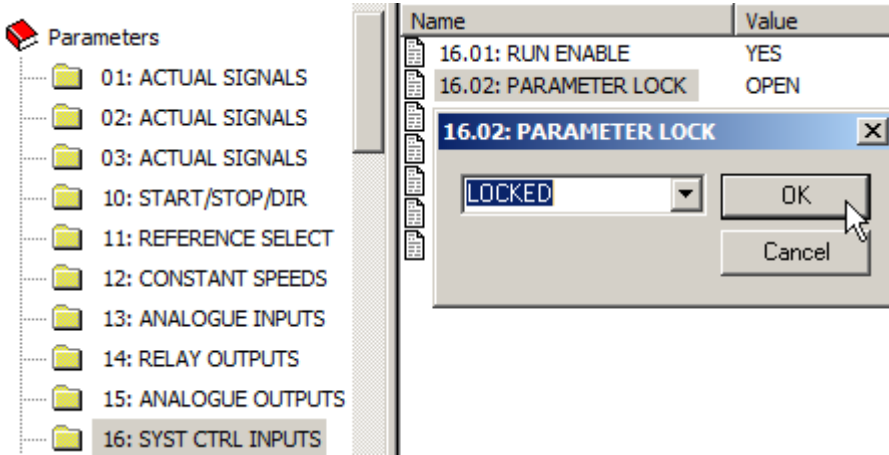 Parameters
01: ACTUAL SIGNALS
02: ACTUAL SIGNALS
03: ACTUAL SIGNALS
10: START/STOP/DIR
11: REFERENCE SELECT
12: CONSTANT SPEEDS
13: ANALOGUE INPUTS
14: RELAY OUTPUTS
15: ANALOGUE OUTPUTS
16: SYST CTRL INPUTS
Name Value
16.01: RUN ENABLE YES
16.02: PARAMETER LOCK OPEN
16.02: PARAMETER LOCK
LOCKED OK
Cancel